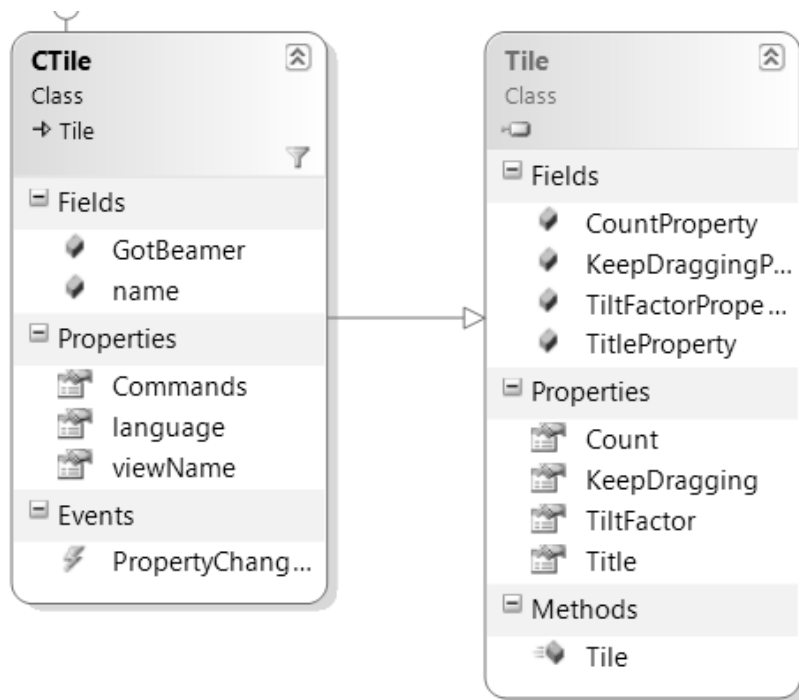 CTile
Class
Tile
Fields
GotBeamer
name
Properties
Commands
language
viewName
Events
PropertyChang...
Tile
Class
Fields
CountProperty
KeepDraggingP...
TiltFactorPrope...
TitleProperty
Properties
Count
KeepDragging
TiltFactor
Title
Methods
Tile